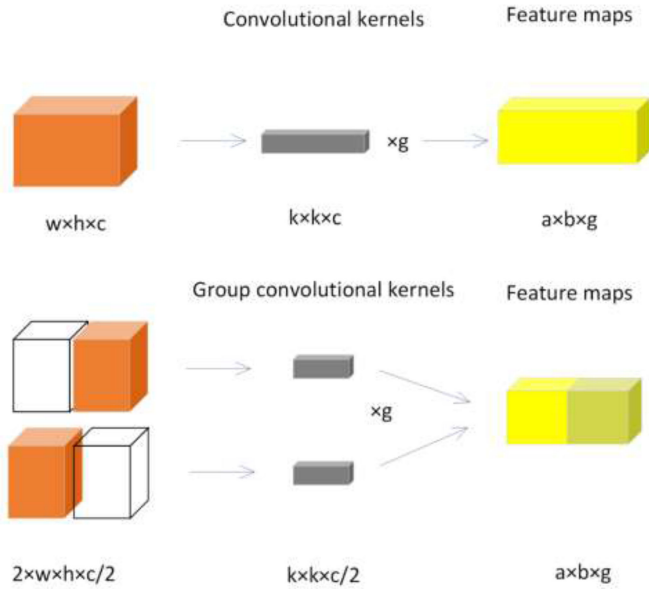 Convolutional kernels Feature maps
×g
w×h×c k×k×c a×b×g
Group convolutional kernels Feature maps
×g
2×w×h×c/2 k×k×c/2 a×b×g